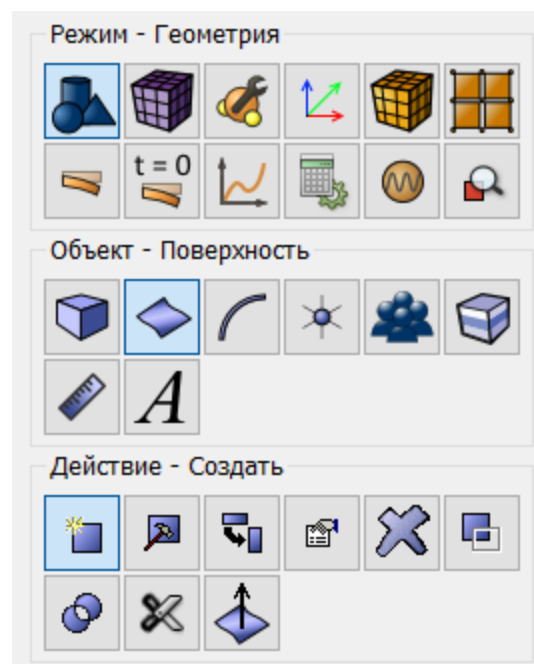 Режим - Геометрия
t = 0
Объект - Поверхность
A
Действие - Создать